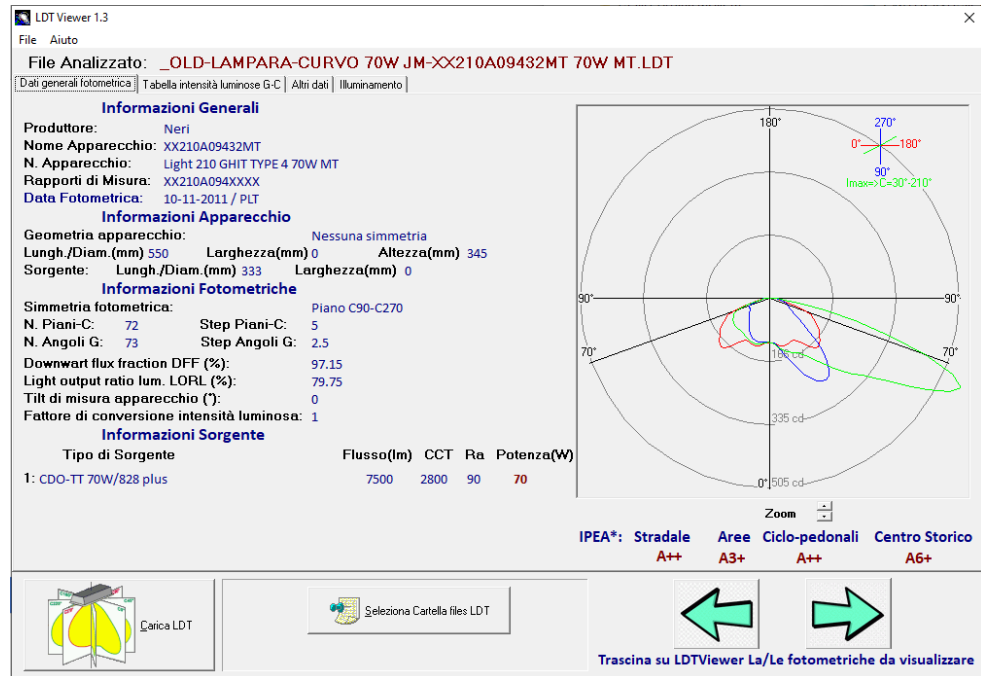 LDT Viewer 1.3
File Aiuto
File Analizzato: _OLD-LAMPARA-CURVO 70W JM-XX210A09432MT 70W MT.LDT
Dati generali fotometrica Tabella intensità luminose G-C Altri dati Illuminamento
Informazioni Generali
Produttore: Neri
Nome Apparecchio: XX210A09432MT
N. Apparecchio: Light 210 GHIT TYPE 4 70W MT
Rapporti di Misura: XX210A094XXXX
Data Fotometrica: 10-11-2011 / PLT
Informazioni Apparecchio
Geometria apparecchio: Nessuna simmetria
Lungh./Diam.(mm) 550 Larghezza(mm) 0 Altezza(mm) 345
Sorgente: Lungh./Diam.(mm) 333 Larghezza(mm) 0
Informazioni Fotometriche
Simmetria fotometrica: Piano C90-C270
N. Piani-C: 72 Step Piani-C: 5
N. Angoli G: 73 Step Angoli G: 2.5
Downwart flux fraction DFF (%): 97.15
Light output ratio lum. LORL (%): 79.75
Tilt di misura apparecchio (°): 0
Fattore di conversione intensità luminosa: 1
Informazioni Sorgente
Tipo di Sorgente Flusso(lm) CCT Ra Potenza(W)
1: CDO-TT 70W/828 plus 7500 2800 90 70
180° 270°
0° 180°
90°
Imax=>C=30°-210°
90° 90°
70° 70°
165 cd
335 cd
0° 505 cd
Zoom
IPEA*: Stradale Aree Ciclo-pedonali Centro Storico
A++ A3+ A++ A6+
Carica LDT
Seleziona Cartella files LDT
Trascina su LDTViewer La/Le fotometriche da visualizzare